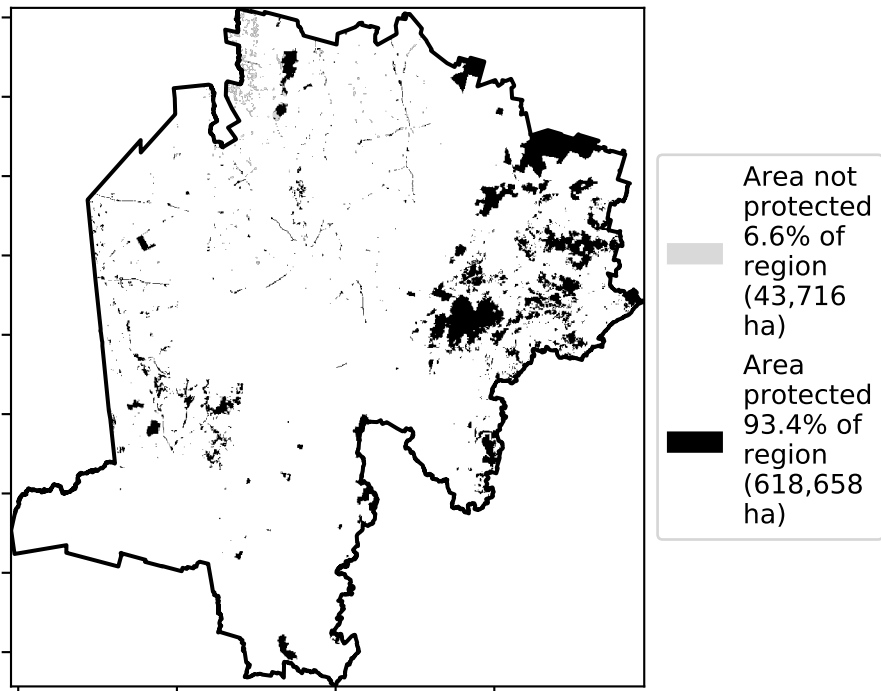 Area not
protected
6.6% of
region
(43,716
ha)
Area
protected
93.4% of
region
(618,658
ha)